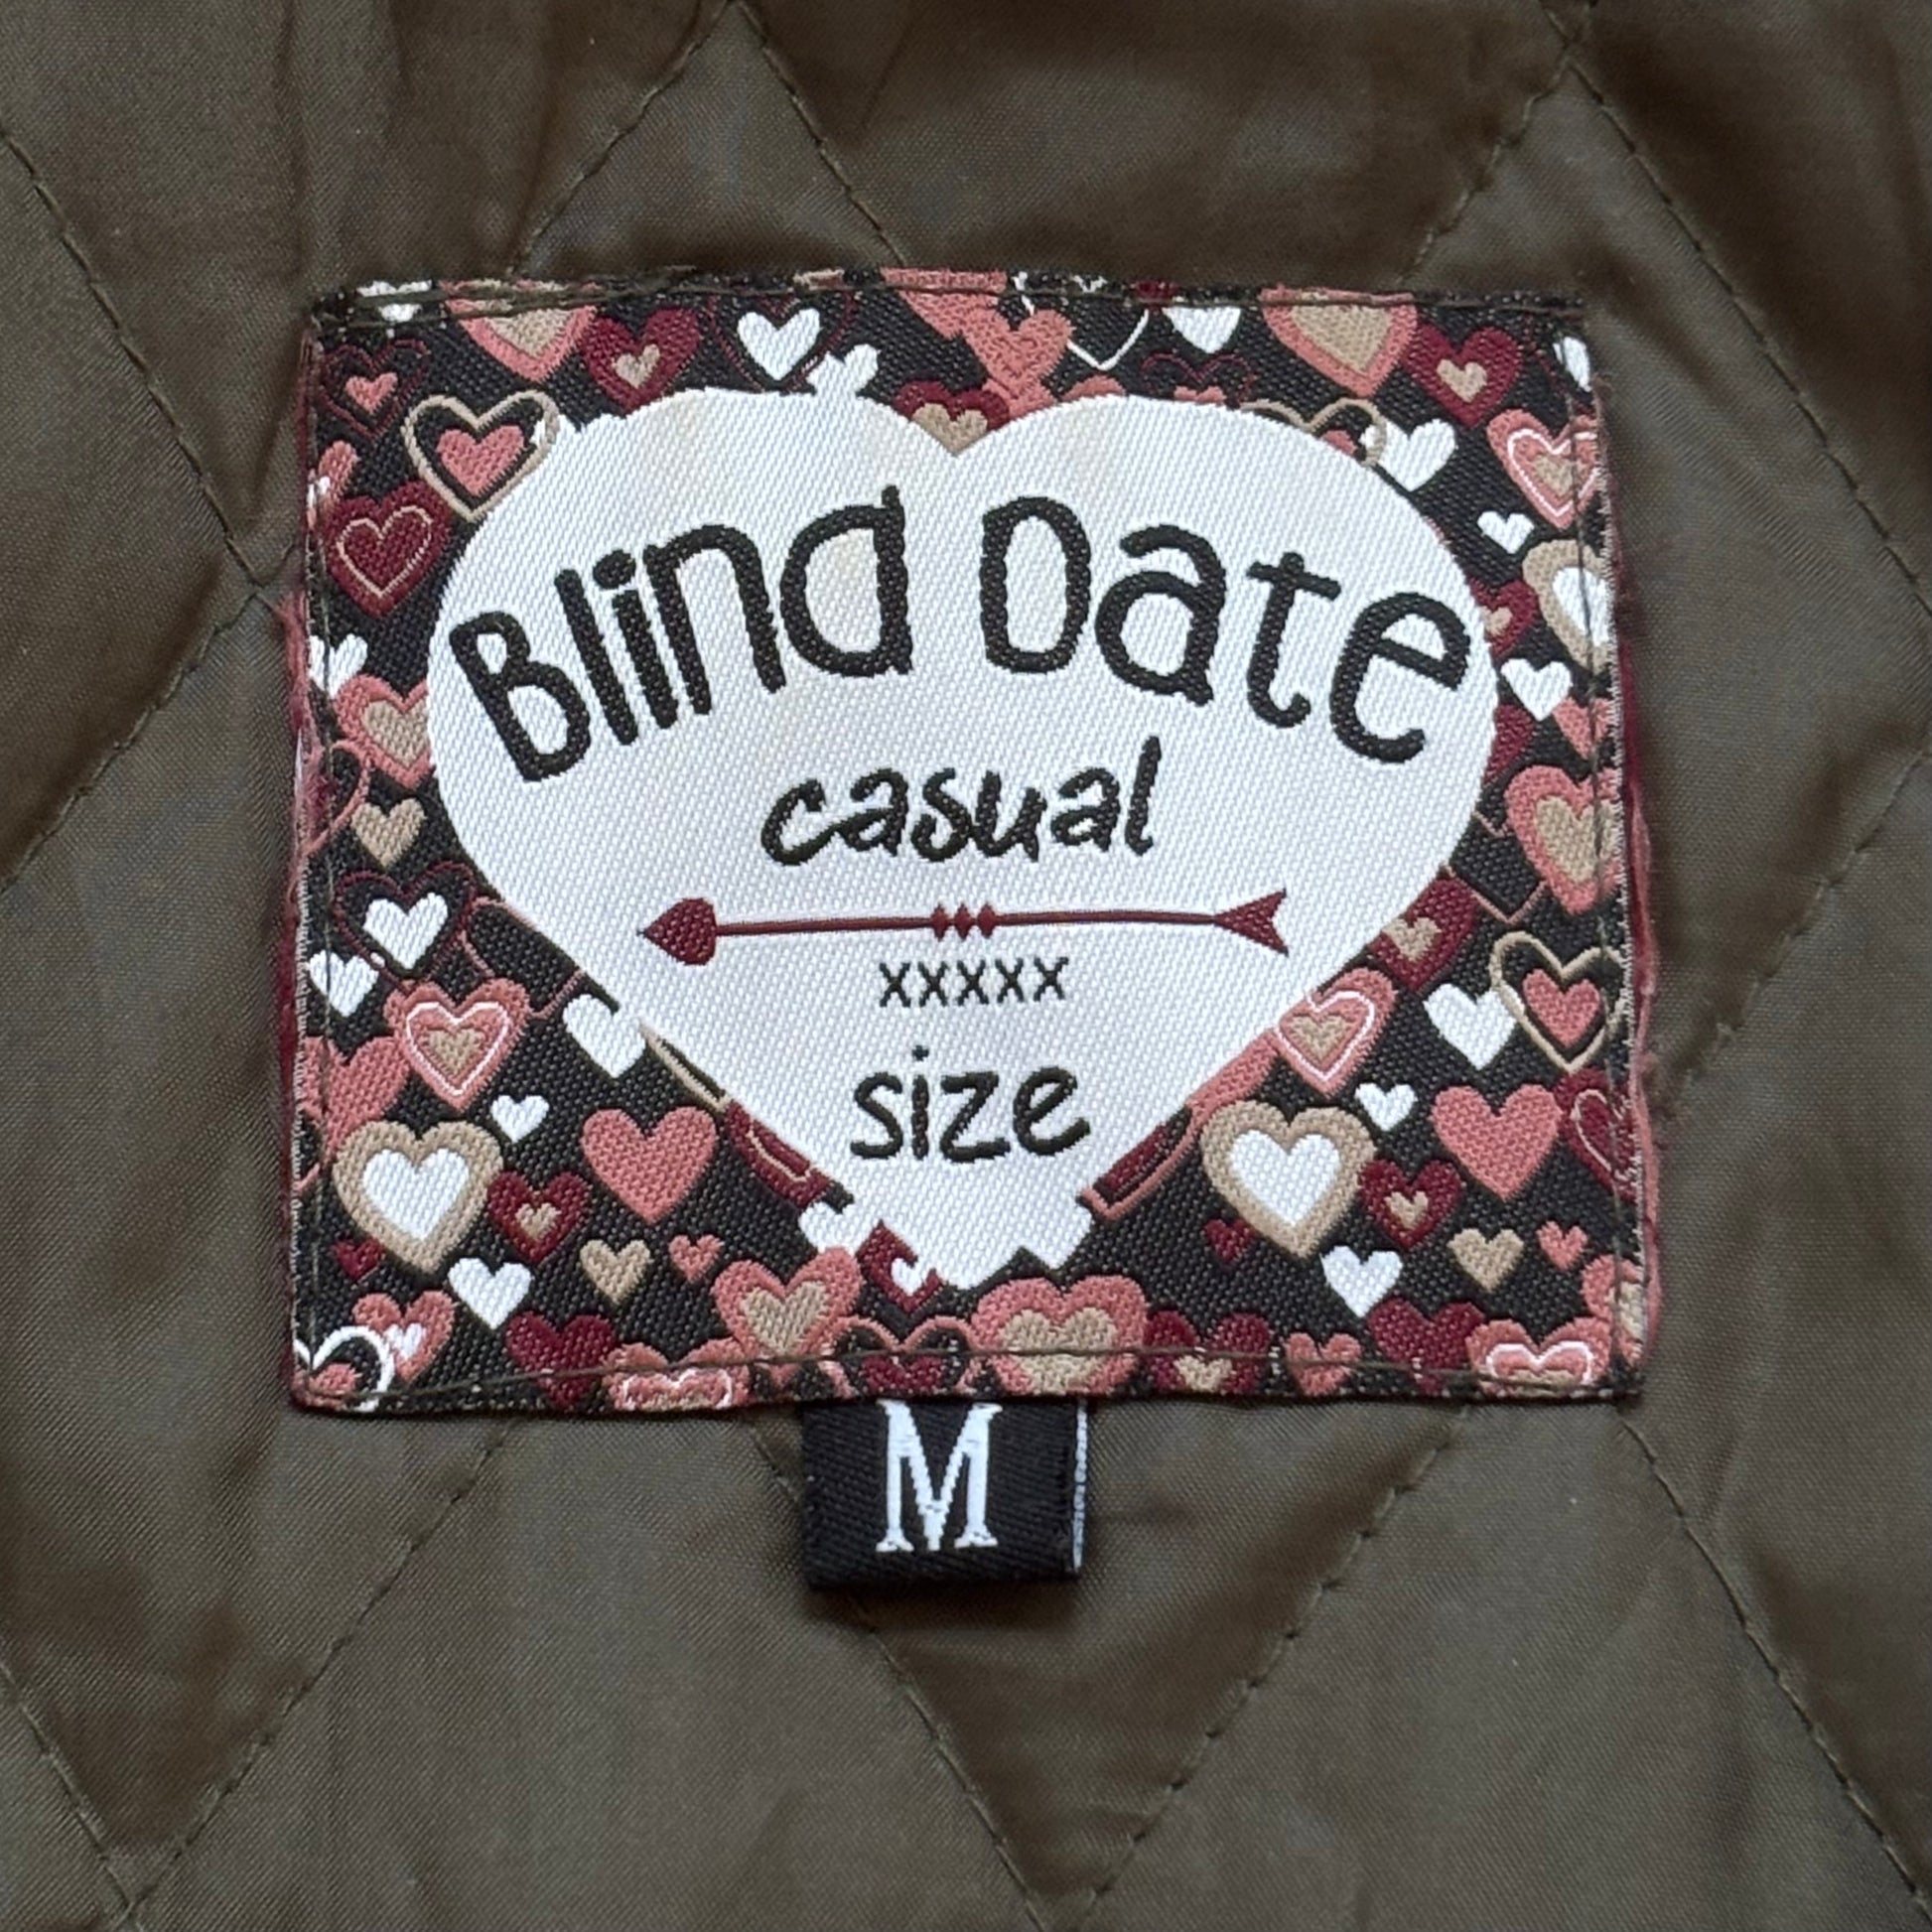 Blind Date
casual
xxxxx
size
M